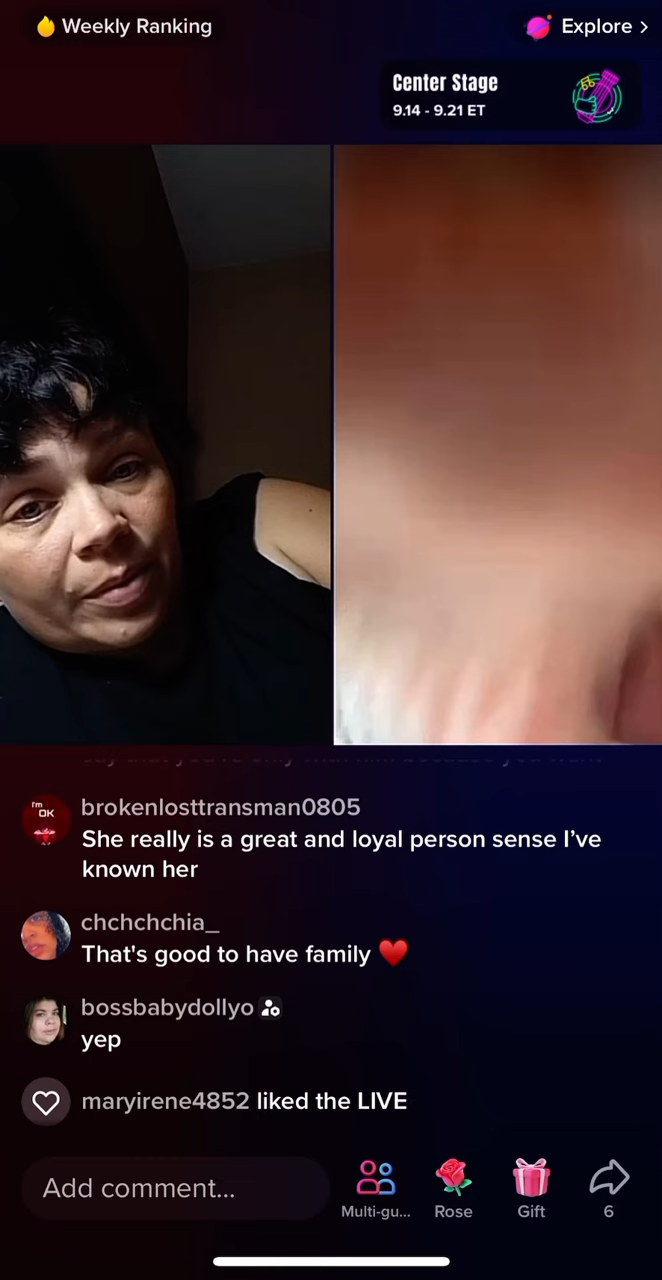 Weekly Ranking
Explore >
Center Stage
9.14 - 9.21 ET
brokenlosttransman0805
I'm
OK
She really is a great and loyal person sense I've
known her
chchchchia_
That's good to have family ❤️
bossbabydollyo
yep
maryirene4852 liked the LIVE
Add comment...
Multi-gu...
Rose
Gift
6